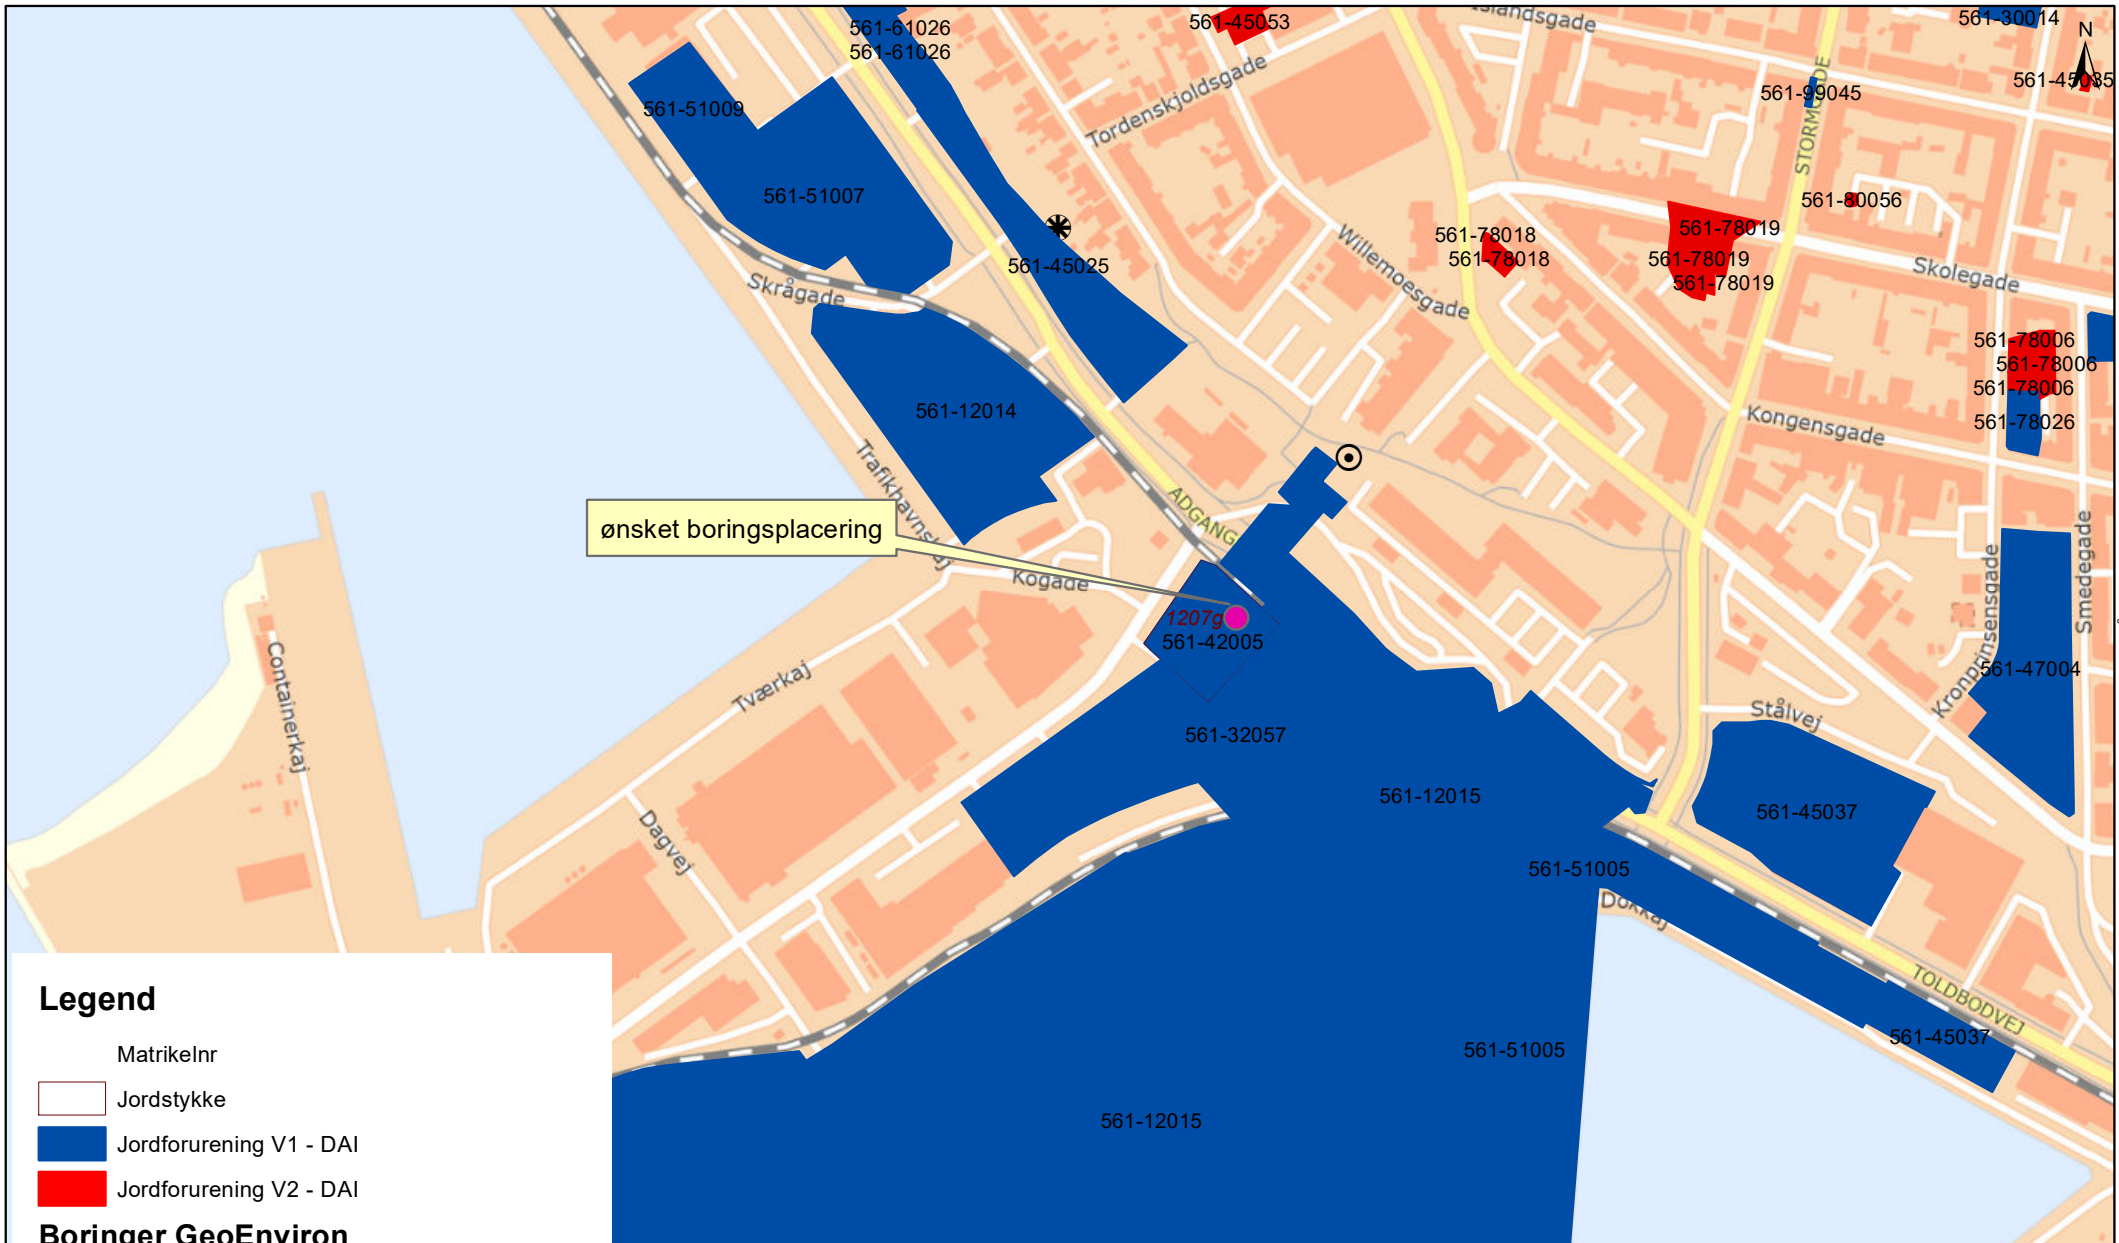 561-61026
561-61026
561-45053
Islandsgade
561-30014
N
561-45035
561-99045
STORMGADE
561-51009
Tordenskjoldsgade
561-51007
561-80056
561-78018
561-78018
561-78019
561-78019
561-78019
561-45025
Willemoesgade
Skolegade
Skrågade
561-78006
561-78006
561-78006
561-78026
561-12014
Kongensgade
Trafikhavnskaj
ADGANG
ønsket boringsplacering
Kogade
1207g
561-42005
Kronprinsensgade
Smedegade
561-47004
Containerkaj
Tværkaj
Stålvej
561-32057
561-12015
561-45037
Dagvej
561-51005
Dokkaj
TOLDBODVEJ
561-45037
561-51005
561-12015
Legend
Matrikelnr
Jordstykke
Jordforurening V1 - DAI
Jordforurening V2 - DAI
Boringer GeoEnviron